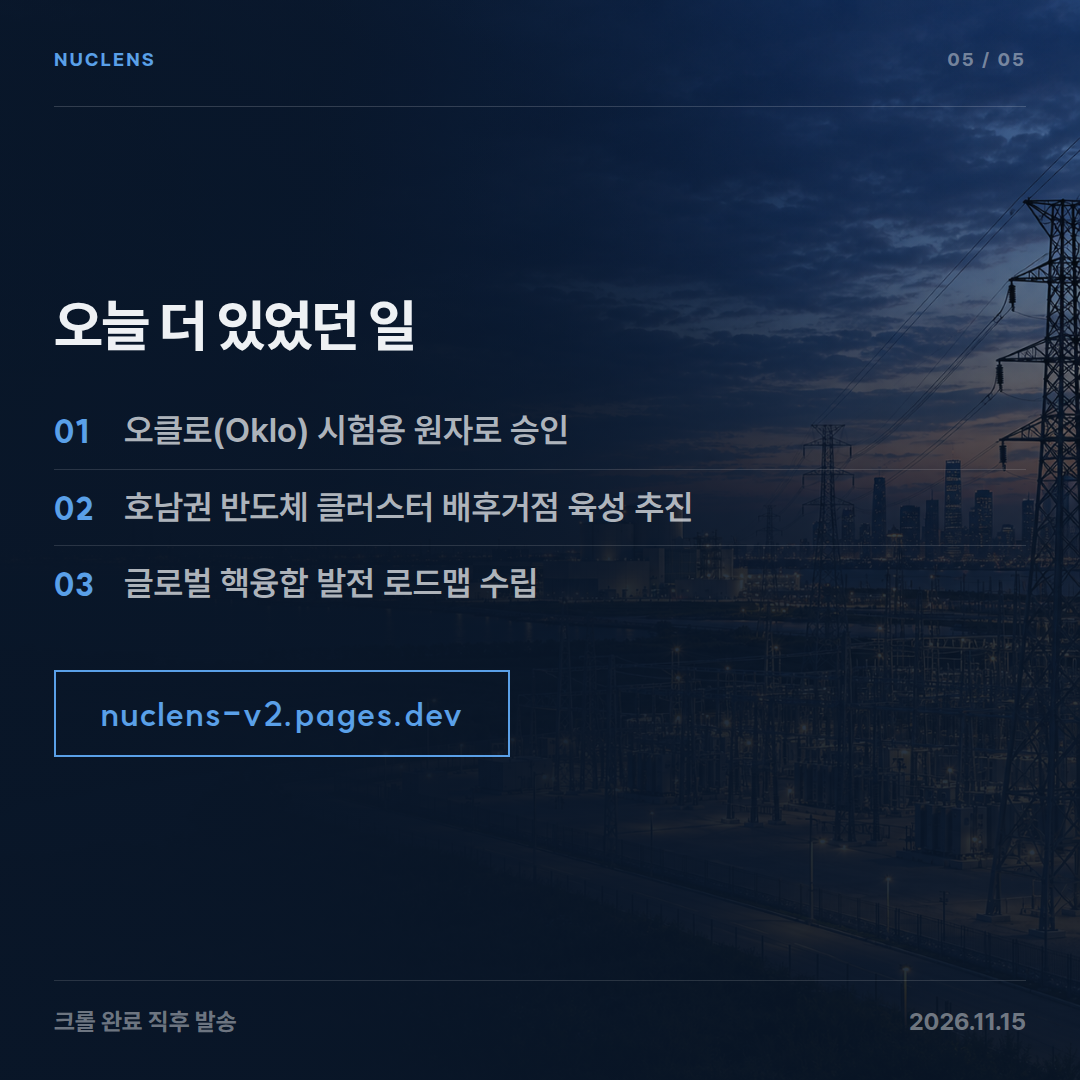 NUCLENS
05 / 05
오늘 더 있었던 일
01 오클로(Oklo) 시험용 원자로 승인
02 호남권 반도체 클러스터 배후거점 육성 추진
03 글로벌 핵융합 발전 로드맵 수립
nuclens-v2.pages.dev
크롤 완료 직후 발송
2026.11.15